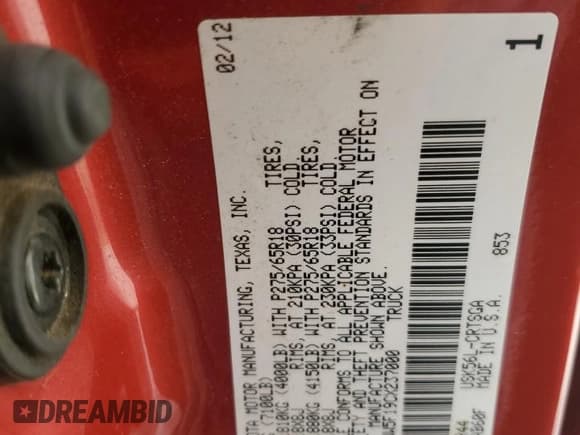 02/12
TA MOTOR MANUFACTURING, TEXAS, INC.
(7100LB)
(4000LB) WITH P275/65R18 TIRES,
RIMS, AT 210KPA (30PSI) COLD
(4150LB) WITH P275/65R18 TIRES,
RIMS, AT 230KPA (33PSI) COLD
CONFORMS TO ALL APPLICABLE FEDERAL MOTOR
AND THEFT PREVENTION STANDARDS IN EFFECT ON
MANUFACTURE SHOWN ABOVE.
TRUCK
USK56L-CRTSGA
MADE IN U.S.A.
853
1
DREAMBID